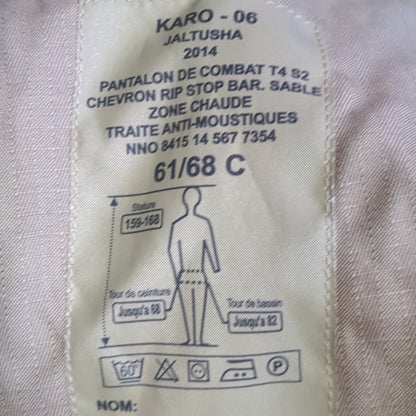 KARO - 06
JALTUSHA
2014
PANTALON DE COMBAT T4 S2
CHEVRON RIP STOP BAR. SABLE
ZONE CHAUDE
TRAITE ANTI-MOUSTIQUES
NNO 8415 14 567 7354
61/68 C
Stature
159-168
Tour de ceinture
Jusqu'a 68
Tour de bassin
Jusqu'a 82
60°
P
NOM: